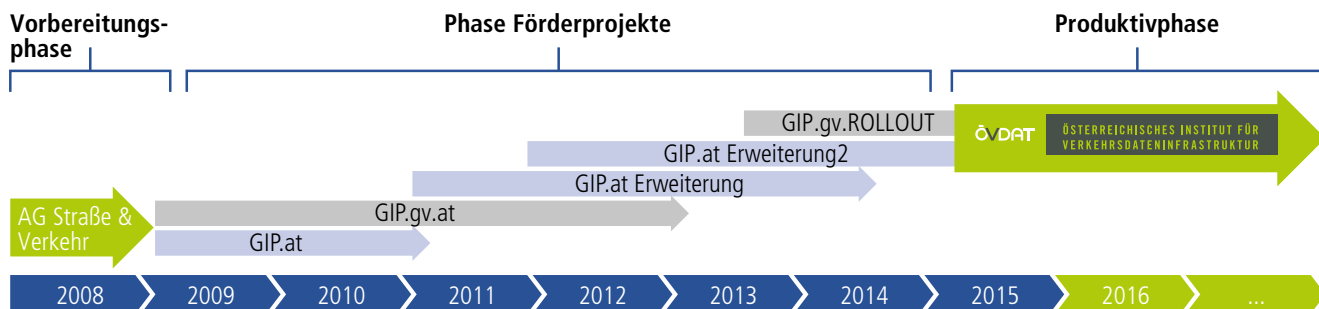 Vorbereitungs-
phase
Phase Förderprojekte
Produktivphase
GIP.gv.ROLLOUT
ÖVDAT
ÖSTERREICHISCHES INSTITUT FÜR
VERKEHRSDATENINFRASTRUKTUR
GIP.at Erweiterung2
GIP.at Erweiterung
AG Straße &
Verkehr
GIP.gv.at
GIP.at
2008
2009
2010
2011
2012
2013
2014
2015
2016
...